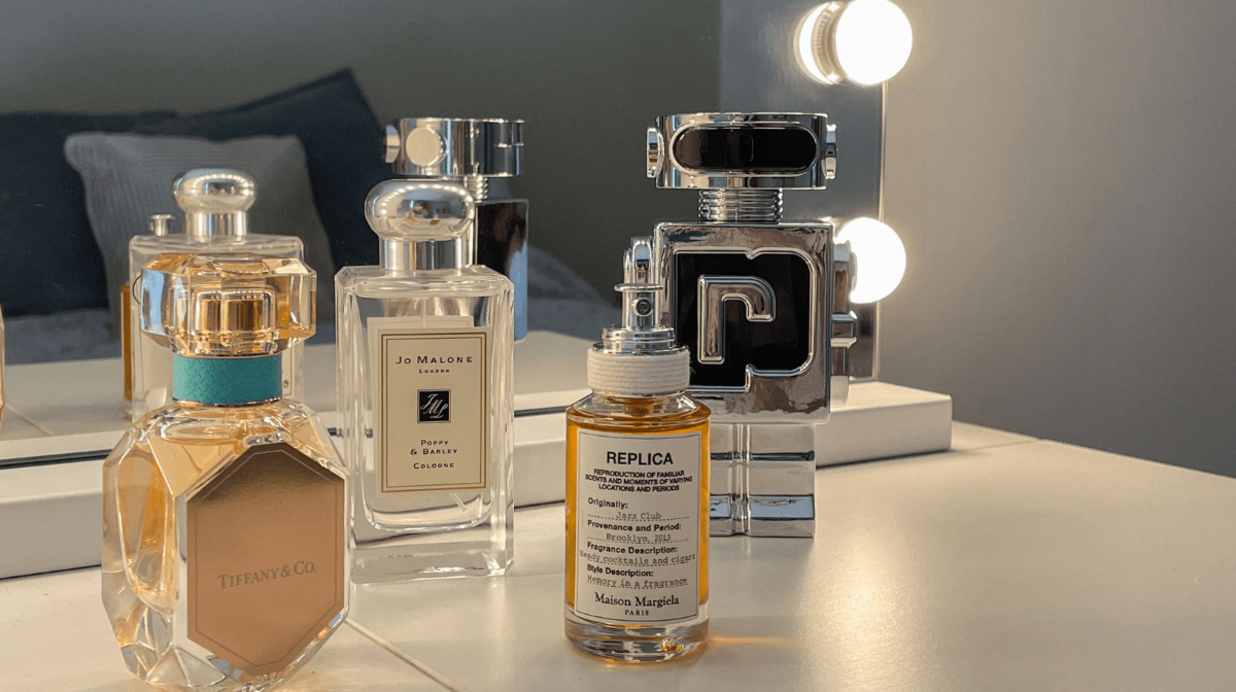 TIFFANY & CO.
JO MALONE
LONDON
JML
POPPY
& BARLEY
COLOGNE
REPLICA
REPRODUCTION OF FAMILIAR
SCENTS AND MOMENTS OF VARYING
LOCATIONS AND PERIODS
Originally:
Jazz Club
Provenance and Period:
Brooklyn, 2013
Fragrance Description:
Heady cocktails and cigars
Style Description:
Memory in a fragrance
Maison Margiela
PARIS